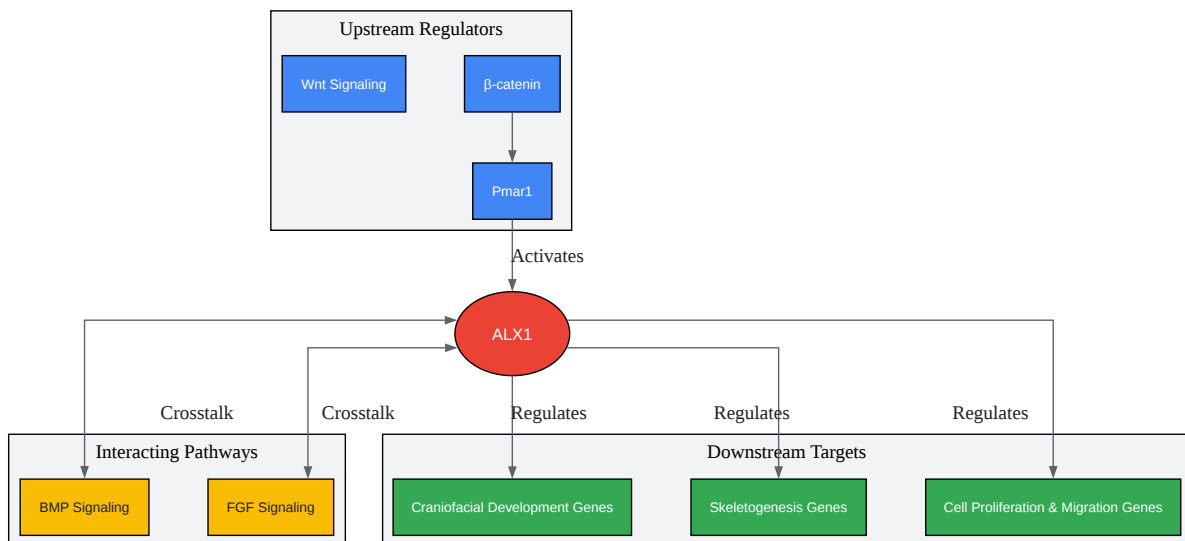 Upstream Regulators
Wnt Signaling
β-catenin
Pmar1
Activates
ALX1
Crosstalk
Crosstalk
Regulates
Regulates
Regulates
Interacting Pathways
Downstream Targets
BMP Signaling
FGF Signaling
Craniofacial Development Genes
Skeletogenesis Genes
Cell Proliferation & Migration Genes